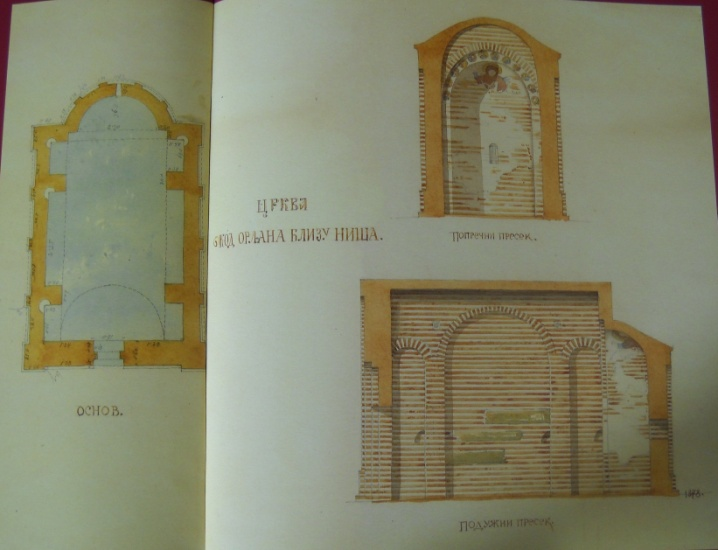 ОСНОВ.
ЦРКВА
КОД ОРЉАНА БЛИЗУ НИША.
ПОПРЕЧНИ ПРЕСЕК.
ПОДУЖНИ ПРЕСЕК.